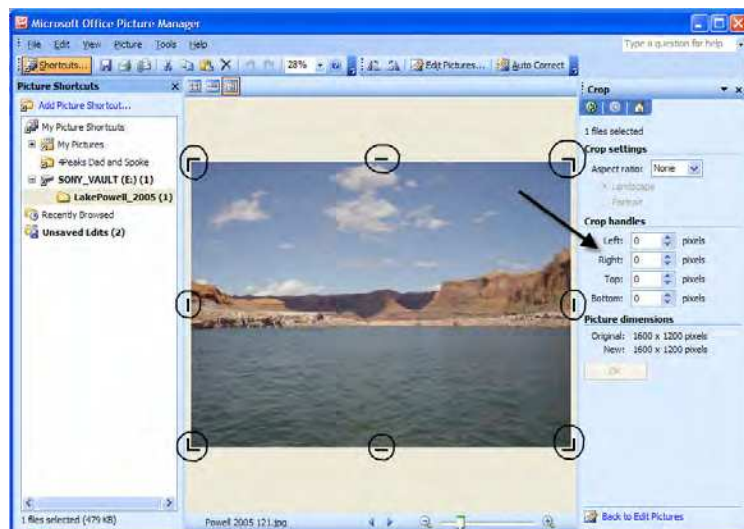 Microsoft Office Picture Manager
File Edit View Picture Tools Help
Type a question for help
Shortcuts... 28% Edit Pictures... Auto Correct
Picture Shortcuts
Add Picture Shortcut...
My Picture Shortcuts
My Pictures
4Peaks Dad and Spoke
SONY_VAULT (E:) (1)
LakePowell_2005 (1)
Recently Browsed
Unsaved Edits (2)
1 files selected (479 KB)
Powell 2005 121.jpg
Crop
1 files selected
Crop settings
Aspect ratio: None
Landscape
Portrait
Crop handles
Left: 0 pixels
Right: 0 pixels
Top: 0 pixels
Bottom: 0 pixels
Picture dimensions
Original: 1600 x 1200 pixels
New: 1600 x 1200 pixels
OK
Back to Edit Pictures